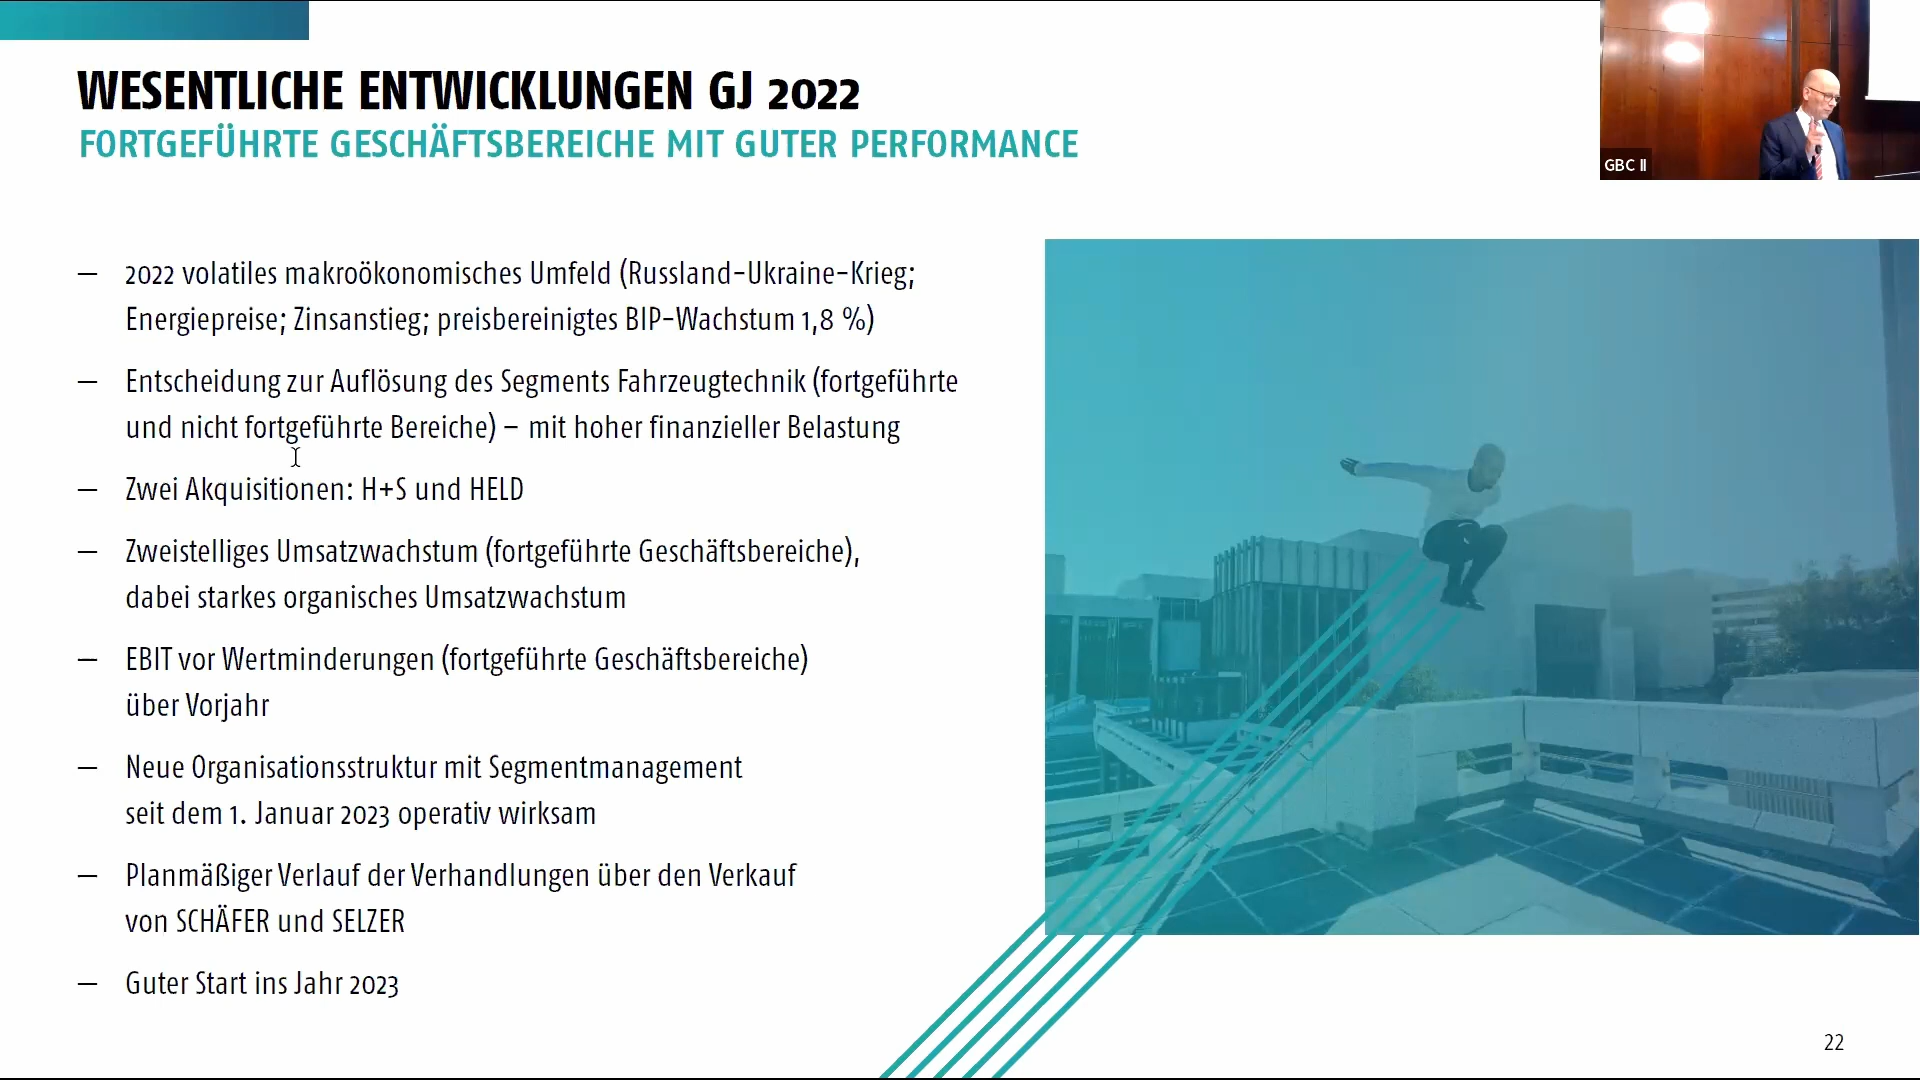 WESENTLICHE ENTWICKLUNGEN GJ 2022
FORTGEFÜHRTE GESCHÄFTSBEREICHE MIT GUTER PERFORMANCE
GBC II
— 2022 volatiles makroökonomisches Umfeld (Russland-Ukraine-Krieg;
Energiepreise; Zinsanstieg; preisbereinigtes BIP-Wachstum 1,8 %)
— Entscheidung zur Auflösung des Segments Fahrzeugtechnik (fortgeführte
und nicht fortgeführte Bereiche) – mit hoher finanzieller Belastung
— Zwei Akquisitionen: H+S und HELD
— Zweistelliges Umsatzwachstum (fortgeführte Geschäftsbereiche),
dabei starkes organisches Umsatzwachstum
— EBIT vor Wertminderungen (fortgeführte Geschäftsbereiche)
über Vorjahr
— Neue Organisationsstruktur mit Segmentmanagement
seit dem 1. Januar 2023 operativ wirksam
— Planmäßiger Verlauf der Verhandlungen über den Verkauf
von SCHÄFER und SELZER
— Guter Start ins Jahr 2023
22